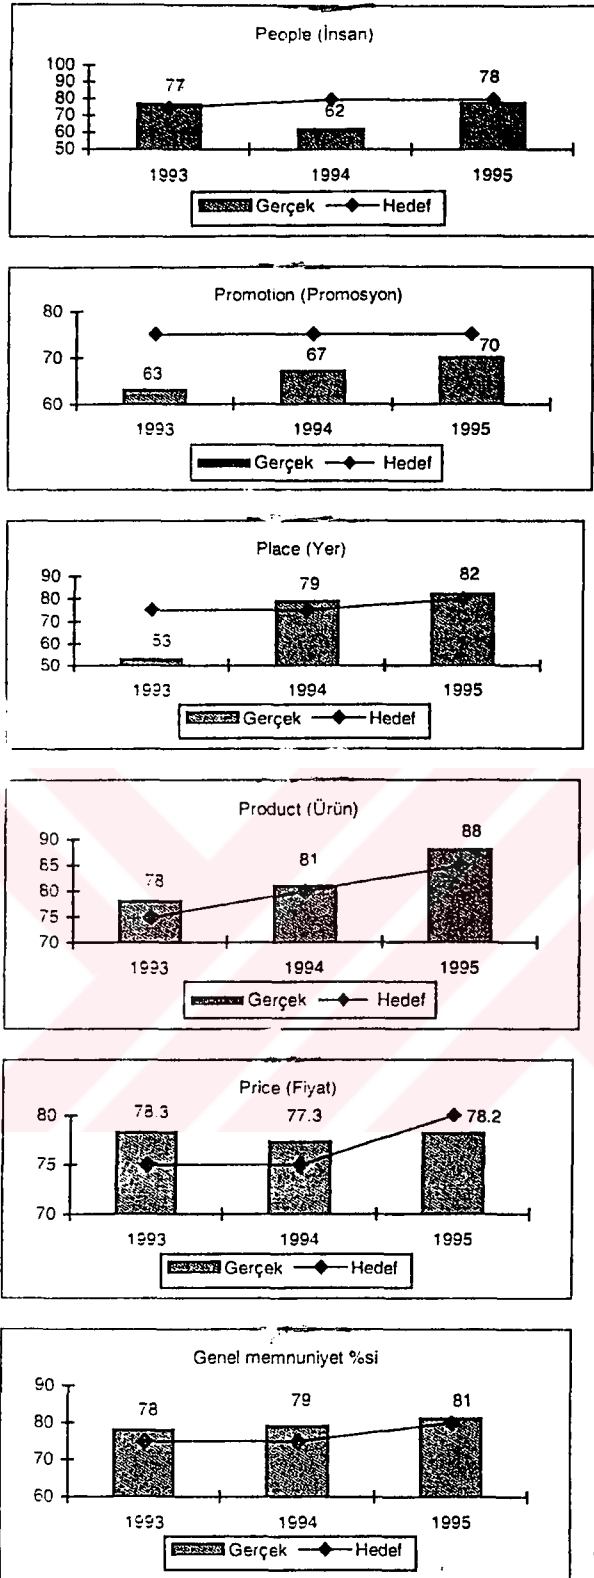 People (İnsan)
100
90
80
70
60
50
77
62
78
1993 1994 1995
Gerçek Hedef
Promotion (Promosyon)
80
70
60
63
67
70
1993 1994 1995
Gerçek Hedef
Place (Yer)
90
80
70
60
50
53
79
82
1993 1994 1995
Gerçek Hedef
Product (Ürün)
90
85
80
75
70
78
81
88
1993 1994 1995
Gerçek Hedef
Price (Fiyat)
80
75
70
78.3
77.3
78.2
1993 1994 1995
Gerçek Hedef
Genel memnuniyet %si
90
80
70
60
78
79
81
1993 1994 1995
Gerçek Hedef